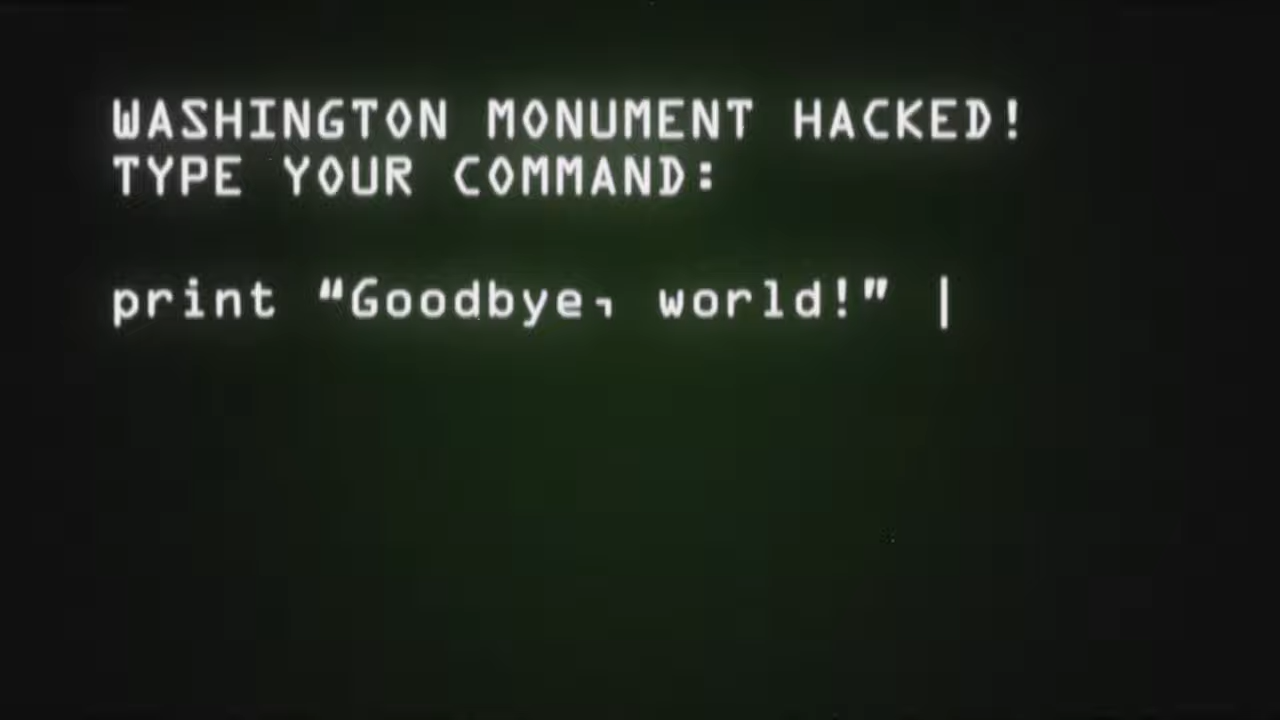 WASHINGTON MONUMENT HACKED!
TYPE YOUR COMMAND:
print “Goodbye, world!” |